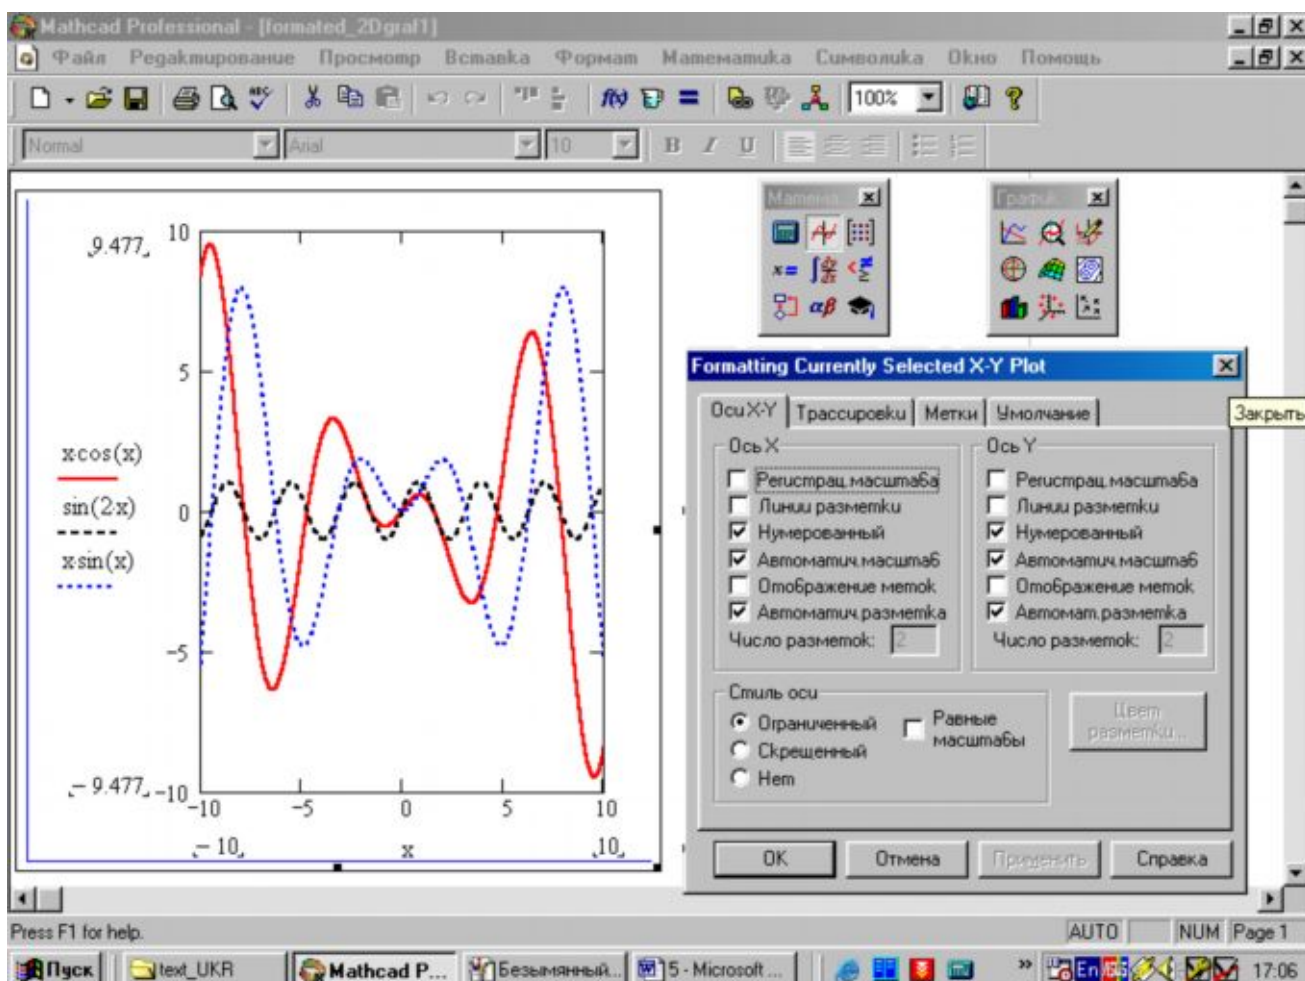 Mathcad Professional - [formated_2Dgraf1]
Файл Редактирование Просмотр Вставка Формат Математика Символика Окно Помощь
100%
Normal Arial 10 B I U
Матема
График
9.477
10
5
x·cos(x)
sin(2·x)
0
x·sin(x)
-5
- 9.477
-10
-10 -5 0 5 10
- 10 x 10
Formatting Currently Selected X-Y Plot
Оси X-Y Трассировки Метки Умолчание
Закрыть
Ось X
Регистрац.масштаба
Линии разметки
Нумерованный
Автоматич.масштаб
Отображение меток
Автоматич.разметка
Число разметок: 2
Ось Y
Регистрац.масштаба
Линии разметки
Нумерованный
Автоматич.масштаб
Отображение меток
Автомат.разметка
Число разметок: 2
Стиль оси
Ограниченный
Скрещенный
Нет
Равные
масштабы
Цвет
разметки...
ОК Отмена Применить Справка
Press F1 for help.
AUTO NUM Page 1
Пуск text_UKR Mathcad P... Безымянный... 5 - Microsoft ... » En 17:06